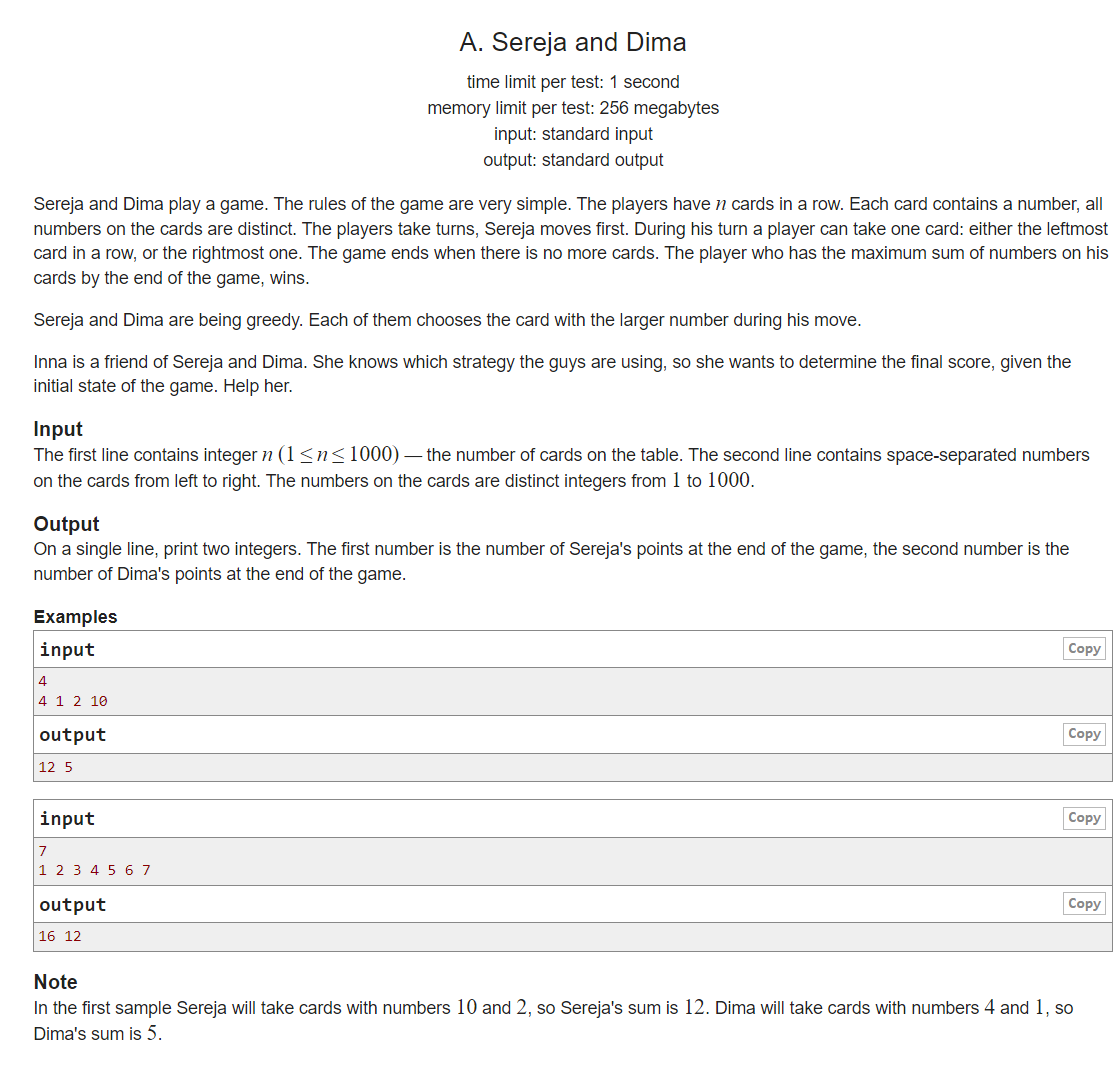 A. Sereja and Dima
time limit per test: 1 second
memory limit per test: 256 megabytes
input: standard input
output: standard output
Sereja and Dima play a game. The rules of the game are very simple. The players have n cards in a row. Each card contains a number, all
numbers on the cards are distinct. The players take turns, Sereja moves first. During his turn a player can take one card: either the leftmost
card in a row, or the rightmost one. The game ends when there is no more cards. The player who has the maximum sum of numbers on his
cards by the end of the game, wins.
Sereja and Dima are being greedy. Each of them chooses the card with the larger number during his move.
Inna is a friend of Sereja and Dima. She knows which strategy the guys are using, so she wants to determine the final score, given the
initial state of the game. Help her.
Input
The first line contains integer n (1 ≤ n ≤ 1000) — the number of cards on the table. The second line contains space-separated numbers
on the cards from left to right. The numbers on the cards are distinct integers from 1 to 1000.
Output
On a single line, print two integers. The first number is the number of Sereja's points at the end of the game, the second number is the
number of Dima's points at the end of the game.
Examples
input Copy
4
4 1 2 10
output Copy
12 5
input Copy
7
1 2 3 4 5 6 7
output Copy
16 12
Note
In the first sample Sereja will take cards with numbers 10 and 2, so Sereja's sum is 12. Dima will take cards with numbers 4 and 1, so
Dima's sum is 5.